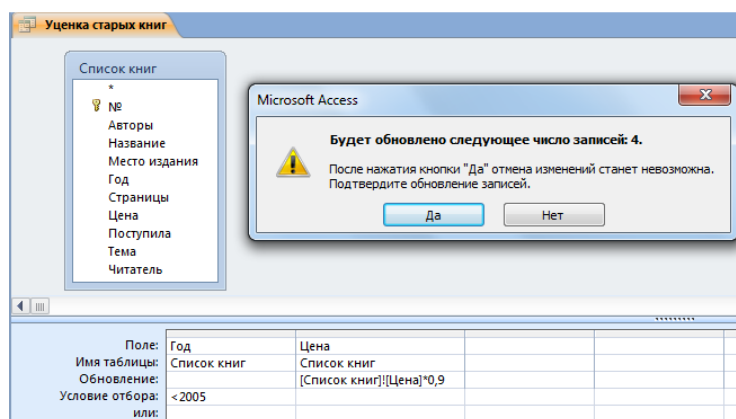 Уценка старых книг
Список книг
*
№
Авторы
Название
Место издания
Год
Страницы
Цена
Поступила
Тема
Читатель
Microsoft Access
Будет обновлено следующее число записей: 4.
После нажатия кнопки "Да" отмена изменений станет невозможна.
Подтвердите обновление записей.
Да Нет
Поле: Год Цена
Имя таблицы: Список книг Список книг
Обновление: [Список книг]![Цена]*0,9
Условие отбора: <2005
или: